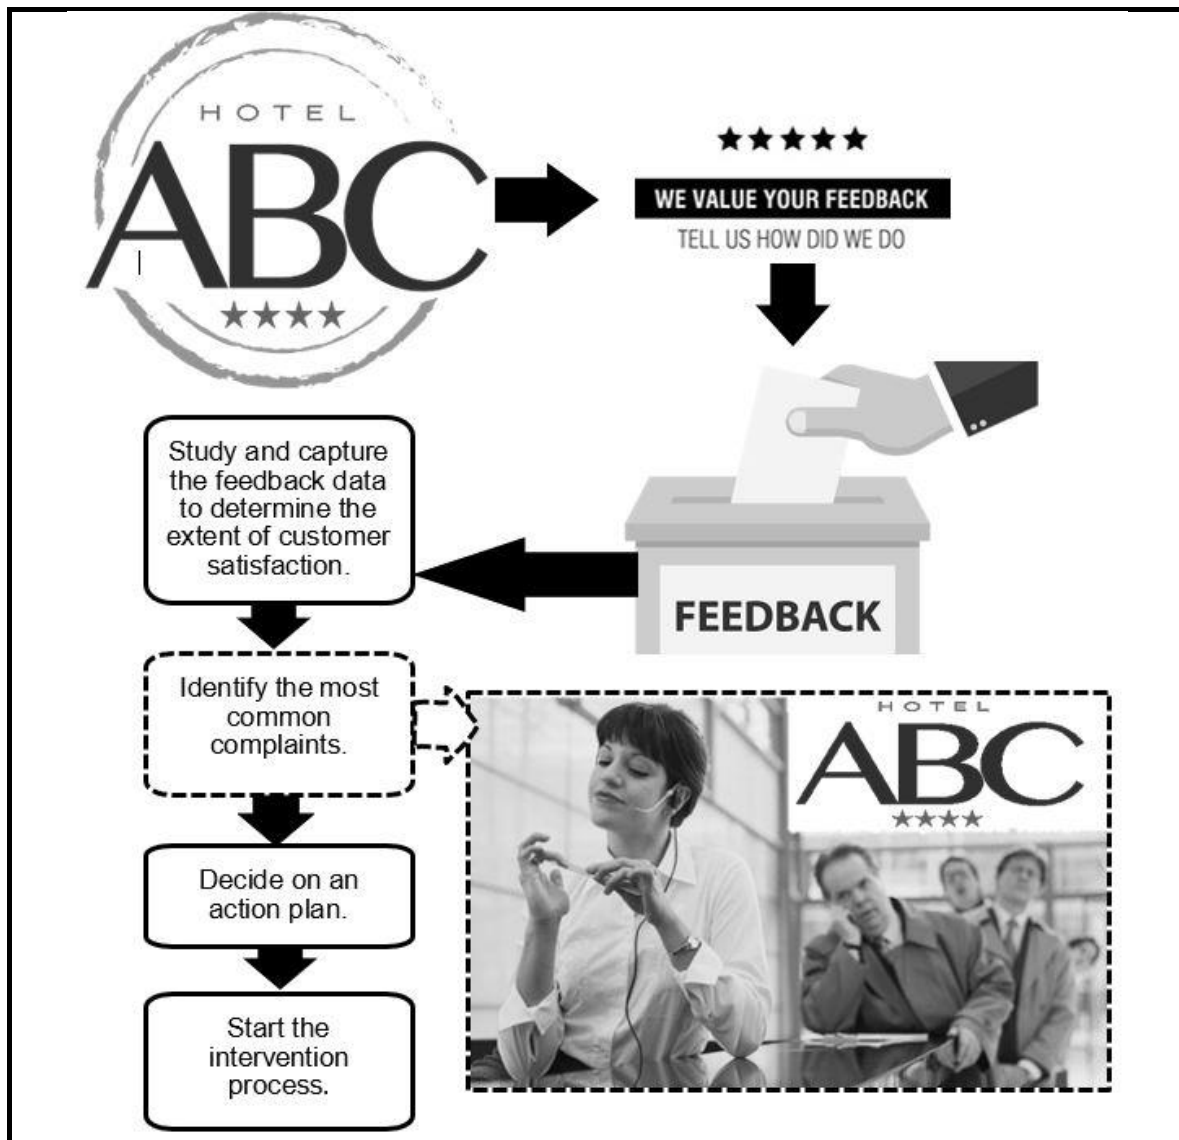 HOTEL
ABC
WE VALUE YOUR FEEDBACK
TELL US HOW DID WE DO
FEEDBACK
Study and capture
the feedback data
to determine the
extent of customer
satisfaction.
Identify the most
common
complaints.
HOTEL
ABC
Decide on an
action plan.
Start the
intervention
process.